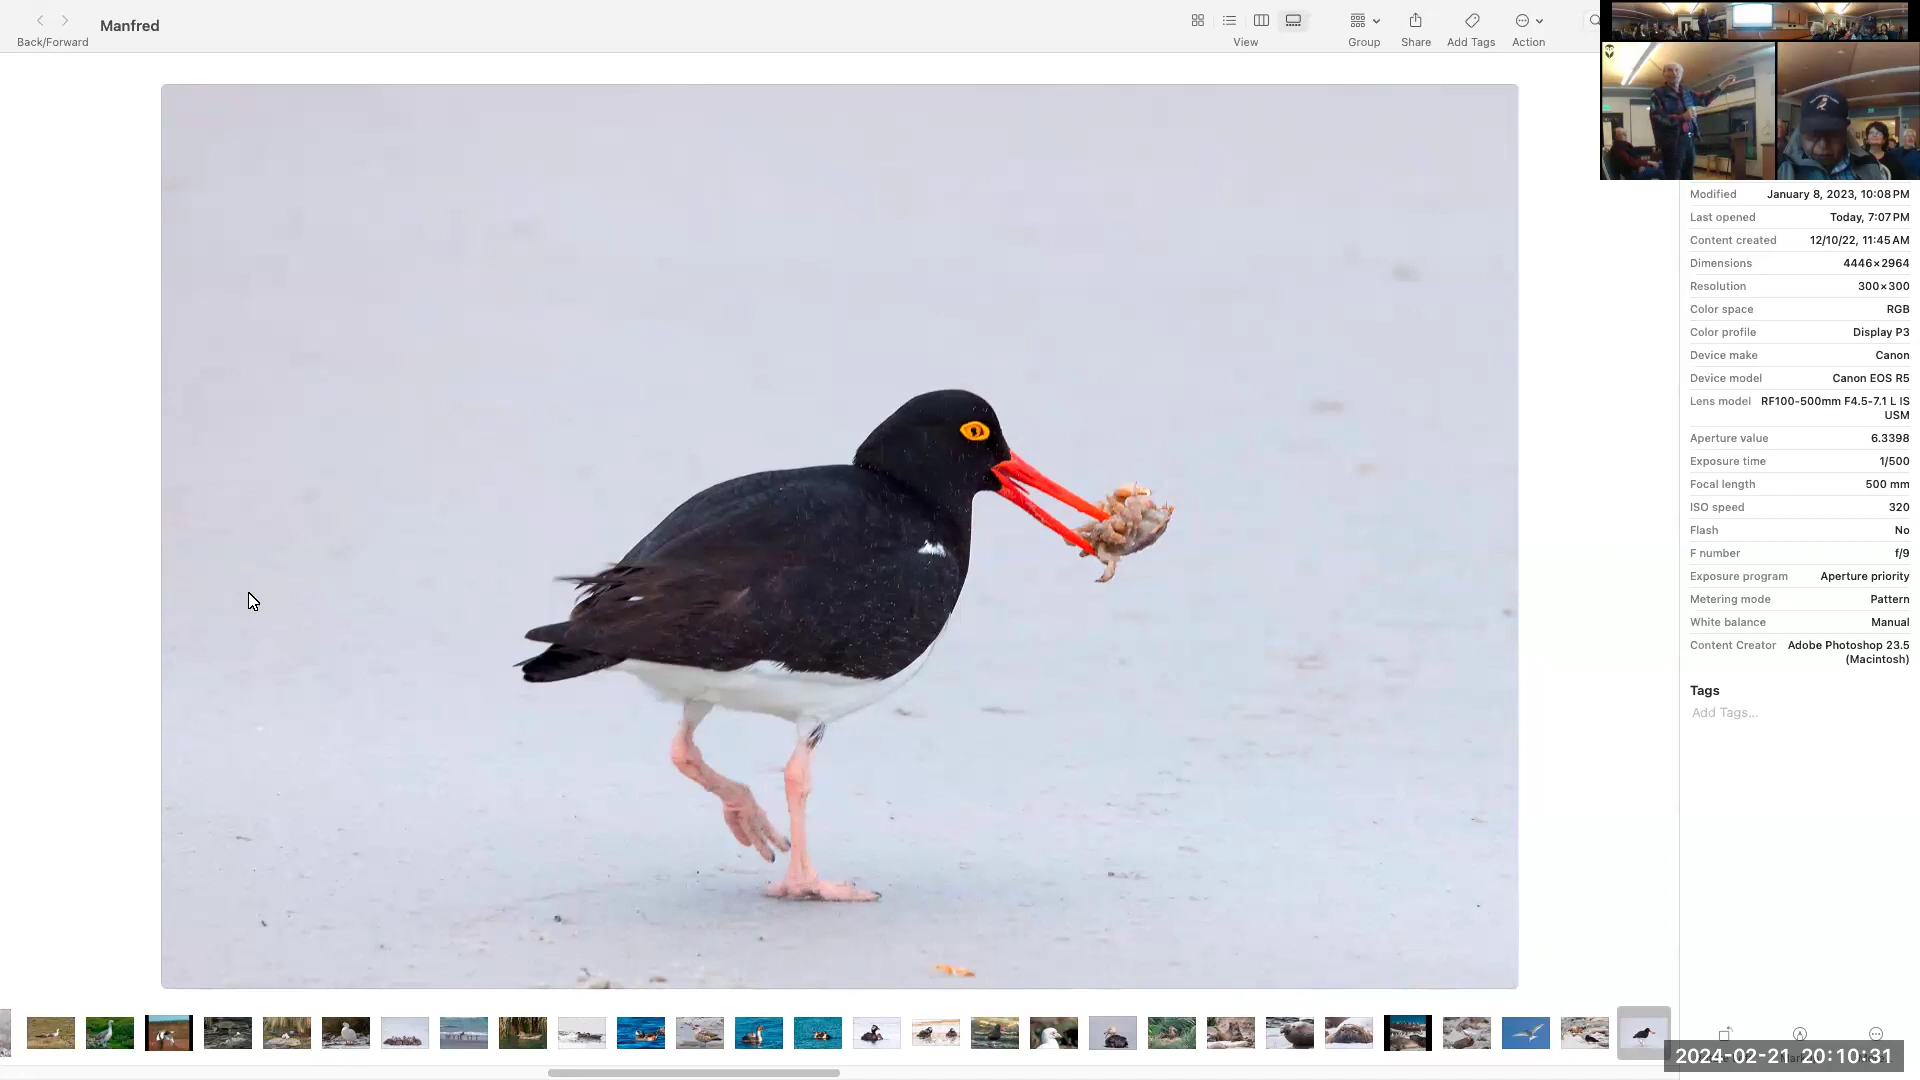 Manfred
Back/Forward
View
Group
Share
Add Tags
Action
Modified January 8, 2023, 10:08 PM
Last opened Today, 7:07 PM
Content created 12/10/22, 11:45 AM
Dimensions 4446×2964
Resolution 300×300
Color space RGB
Color profile Display P3
Device make Canon
Device model Canon EOS R5
Lens model RF100-500mm F4.5-7.1 L IS
USM
Aperture value 6.3398
Exposure time 1/500
Focal length 500 mm
ISO speed 320
Flash No
F number f/9
Exposure program Aperture priority
Metering mode Pattern
White balance Manual
Content Creator Adobe Photoshop 23.5
(Macintosh)
Tags
Add Tags...
2024-02-21 20:10:31